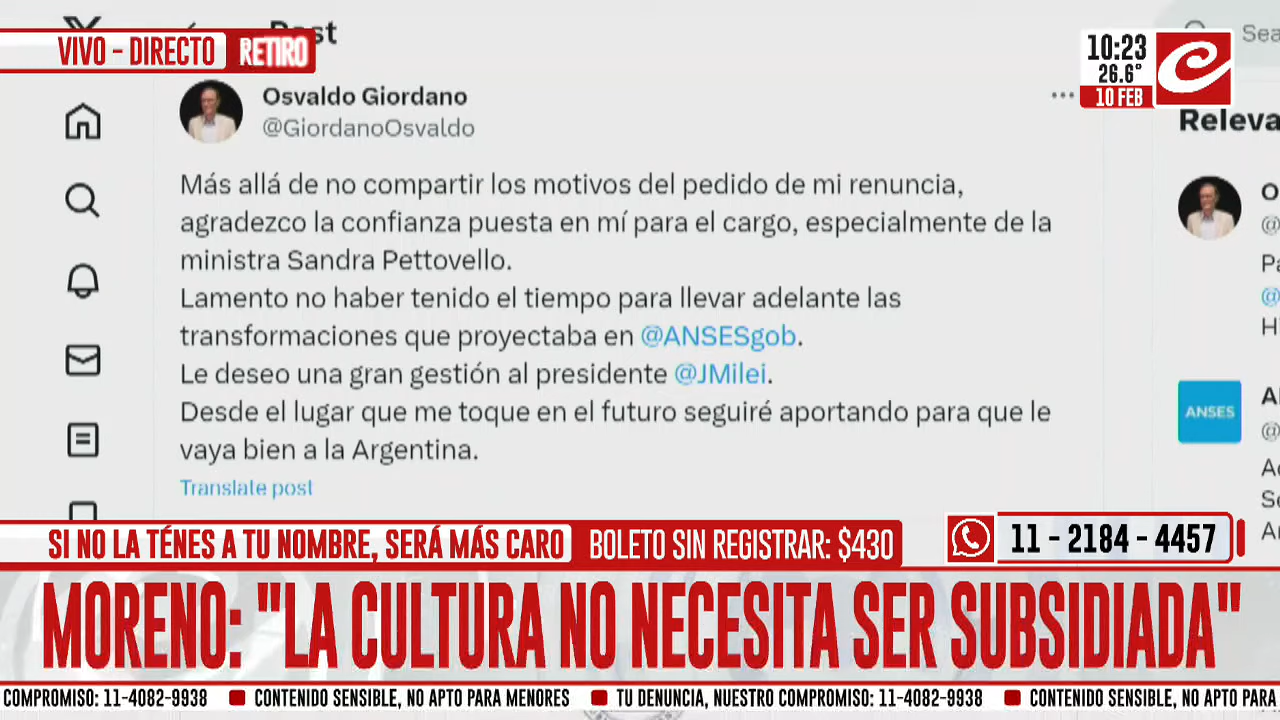 Post
Sea
VIVO - DIRECTO RETIRO
10:23
26.6°
10 FEB
Osvaldo Giordano
@GiordanoOsvaldo
Releva
Más allá de no compartir los motivos del pedido de mi renuncia,
agradezco la confianza puesta en mí para el cargo, especialmente de la
ministra Sandra Pettovello.
Lamento no haber tenido el tiempo para llevar adelante las
transformaciones que proyectaba en @ANSESgob.
Le deseo una gran gestión al presidente @JMilei.
Desde el lugar que me toque en el futuro seguiré aportando para que le
vaya bien a la Argentina.
Translate post
ANSES
SI NO LA TÉNES A TU NOMBRE, SERÁ MÁS CARO BOLETO SIN REGISTRAR: $430
11 - 2184 - 4457
MORENO: "LA CULTURA NO NECESITA SER SUBSIDIADA"
COMPROMISO: 11-4082-9938 CONTENIDO SENSIBLE, NO APTO PARA MENORES TU DENUNCIA, NUESTRO COMPROMISO: 11-4082-9938 CONTENIDO SENSIBLE, NO APTO PARA